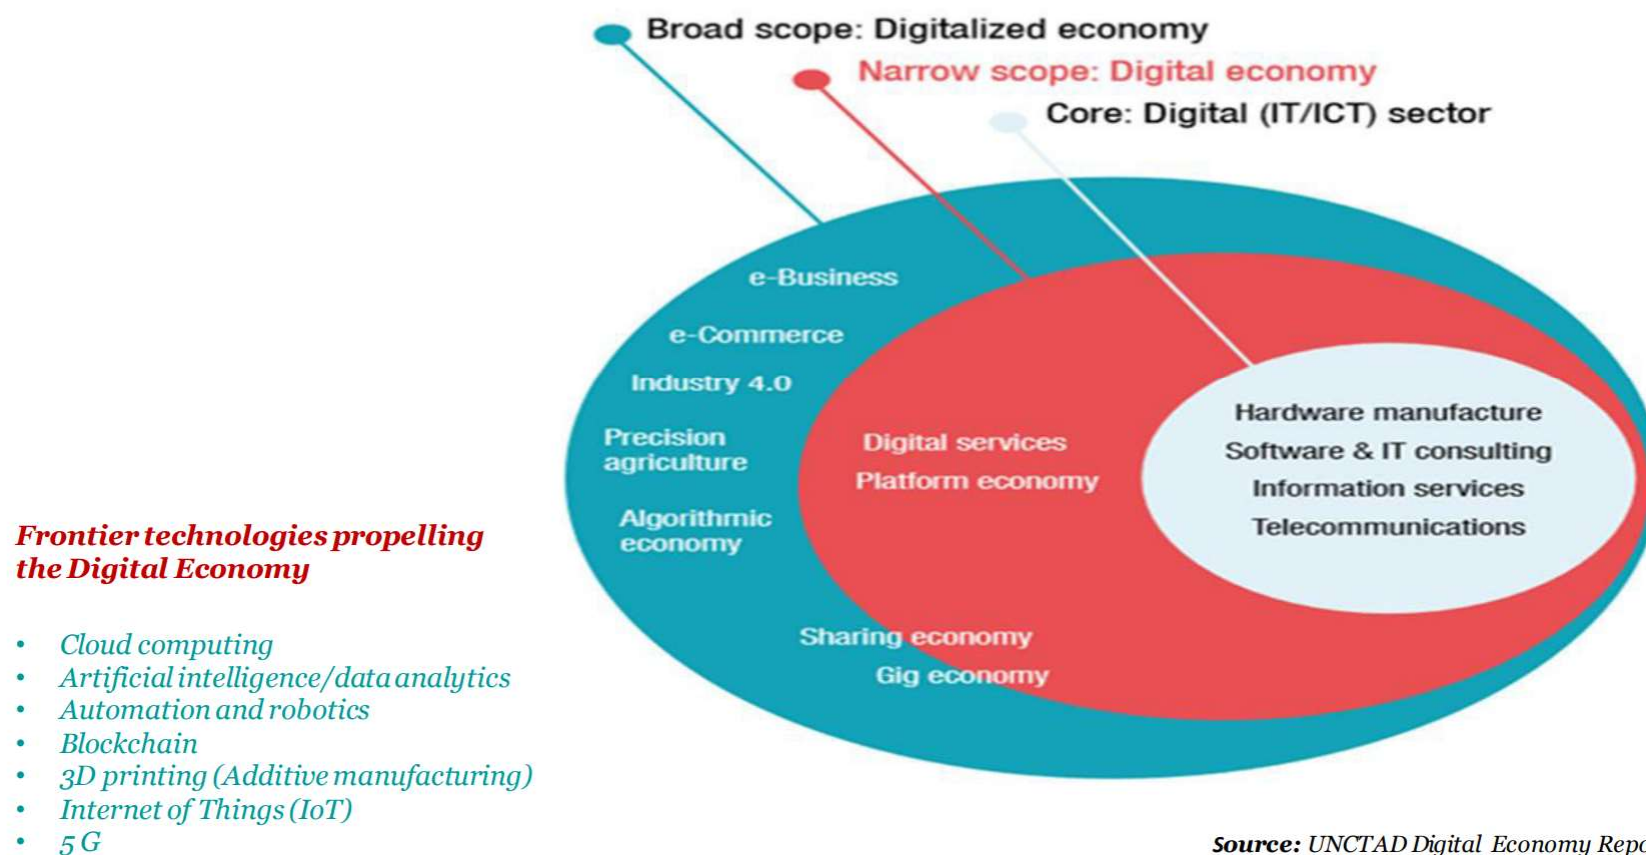 Broad scope: Digitalized economy
Narrow scope: Digital economy
Core: Digital (IT/ICT) sector
e-Business
e-Commerce
Industry 4.0
Precision
agriculture
Algorithmic
economy
Digital services
Platform economy
Hardware manufacture
Software & IT consulting
Information services
Telecommunications
Sharing economy
Gig economy
Frontier technologies propelling
the Digital Economy
• Cloud computing
• Artificial intelligence/data analytics
• Automation and robotics
• Blockchain
• 3D printing (Additive manufacturing)
• Internet of Things (IoT)
• 5 G
Source: UNCTAD Digital Economy